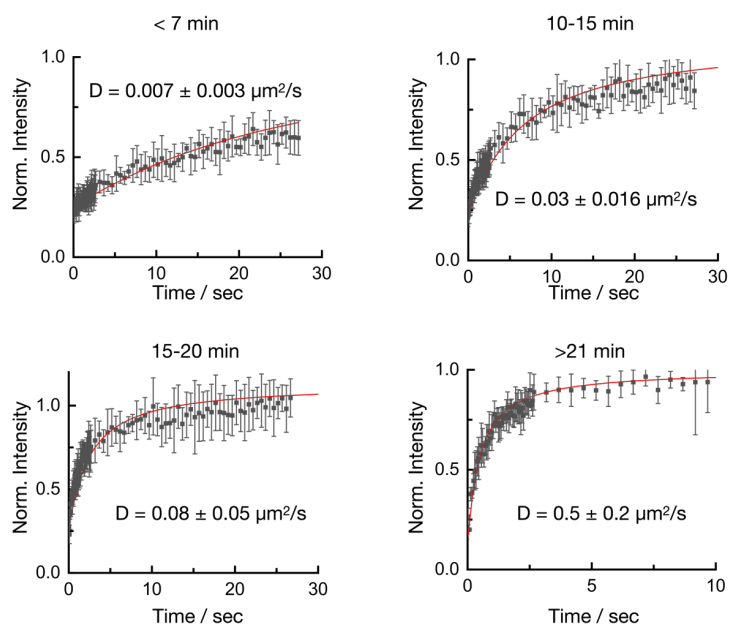 < 7 min
1.0
Norm. Intensity
D = 0.007 ± 0.003 µm²/s
0.5
0.0
0 10 20 30
Time / sec
10-15 min
1.0
Norm. Intensity
0.5
D = 0.03 ± 0.016 µm²/s
0.0
0 10 20 30
Time / sec
15-20 min
1.0
Norm. Intensity
0.5
D = 0.08 ± 0.05 µm²/s
0.0
0 10 20 30
Time / sec
>21 min
1.0
Norm. Intensity
0.5
D = 0.5 ± 0.2 µm²/s
0.0
0 5 10
Time / sec